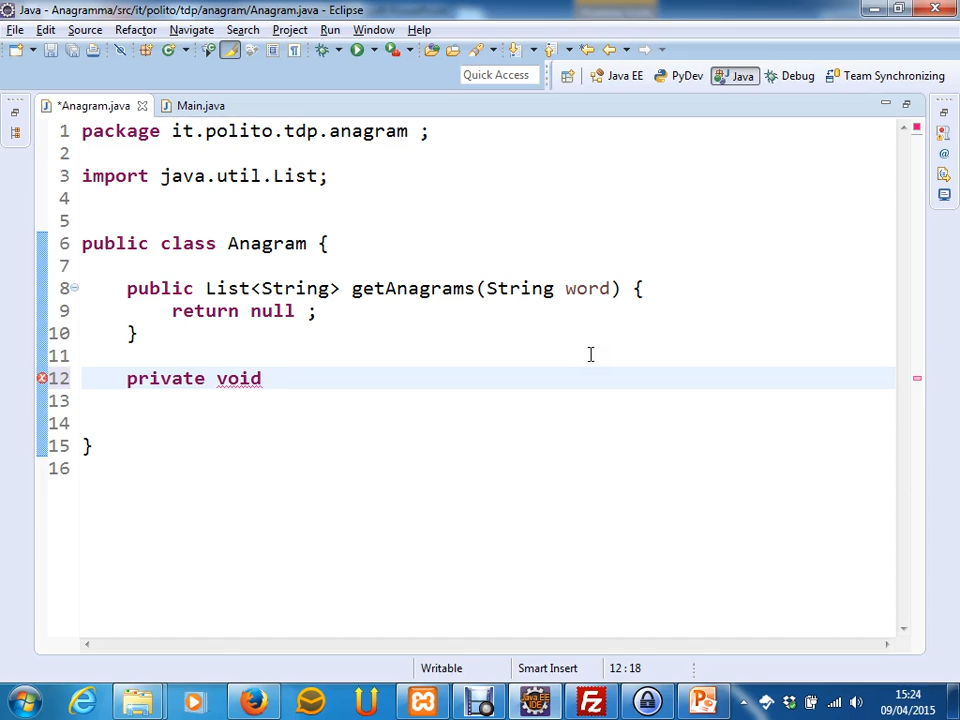 Java - Anagramma/src/it/polito/tdp/anagram/Anagram.java - Eclipse
File Edit Source Refactor Navigate Search Project Run Window Help
Quick Access Java EE PyDev Java Debug Team Synchronizing
*Anagram.java Main.java
1 package it.polito.tdp.anagram ;
2
3 import java.util.List;
4
5
6 public class Anagram {
7
8 public List<String> getAnagrams(String word) {
9 return null ;
10 }
11
12 private void
13
14
15 }
16
Writable Smart Insert 12 : 18
15:24
09/04/2015